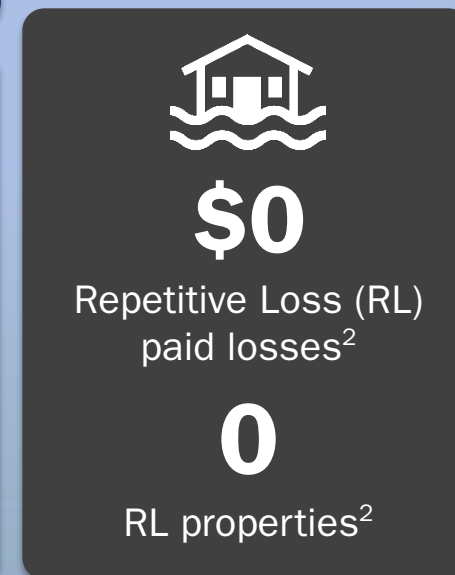 $0
Repetitive Loss (RL)
paid losses²
0
RL properties²